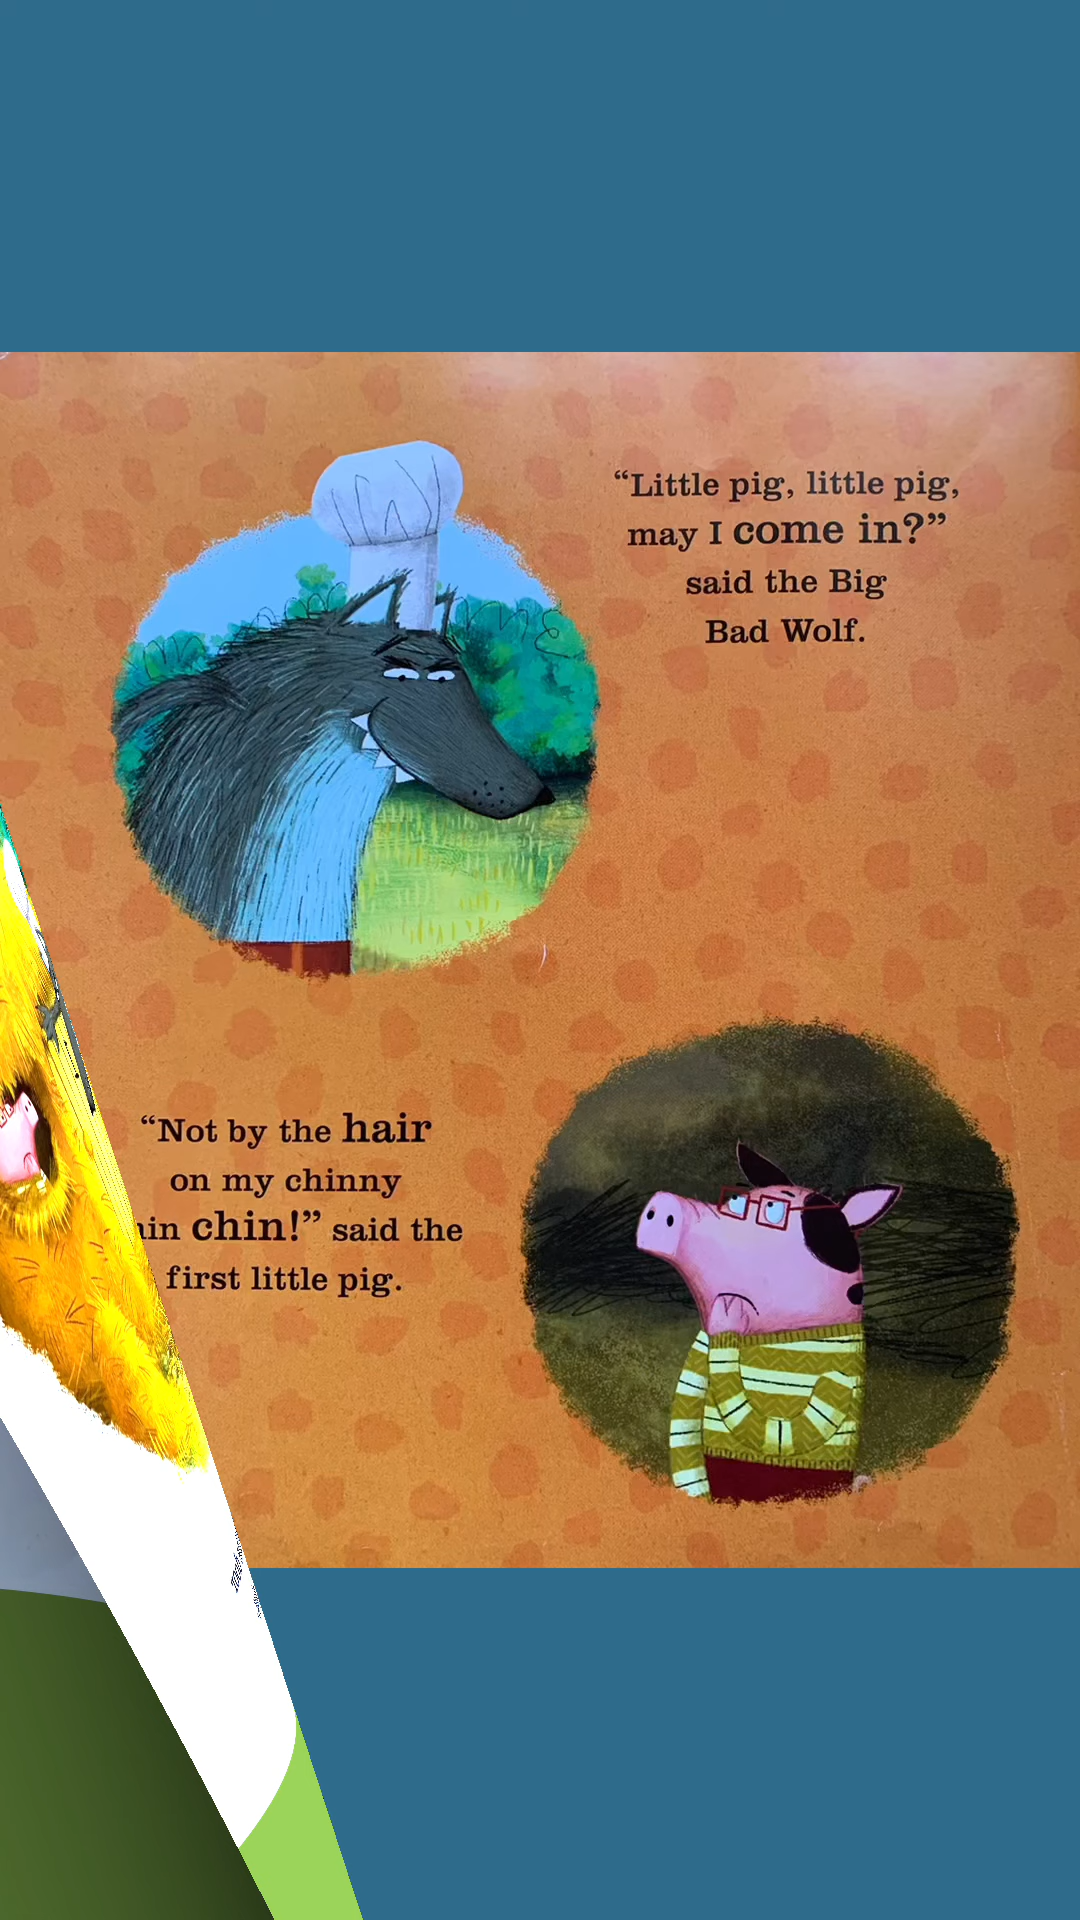 “Little pig, little pig,
may I come in?”
said the Big
Bad Wolf.
“Not by the hair
on my chinny
chin!” said the
first little pig.